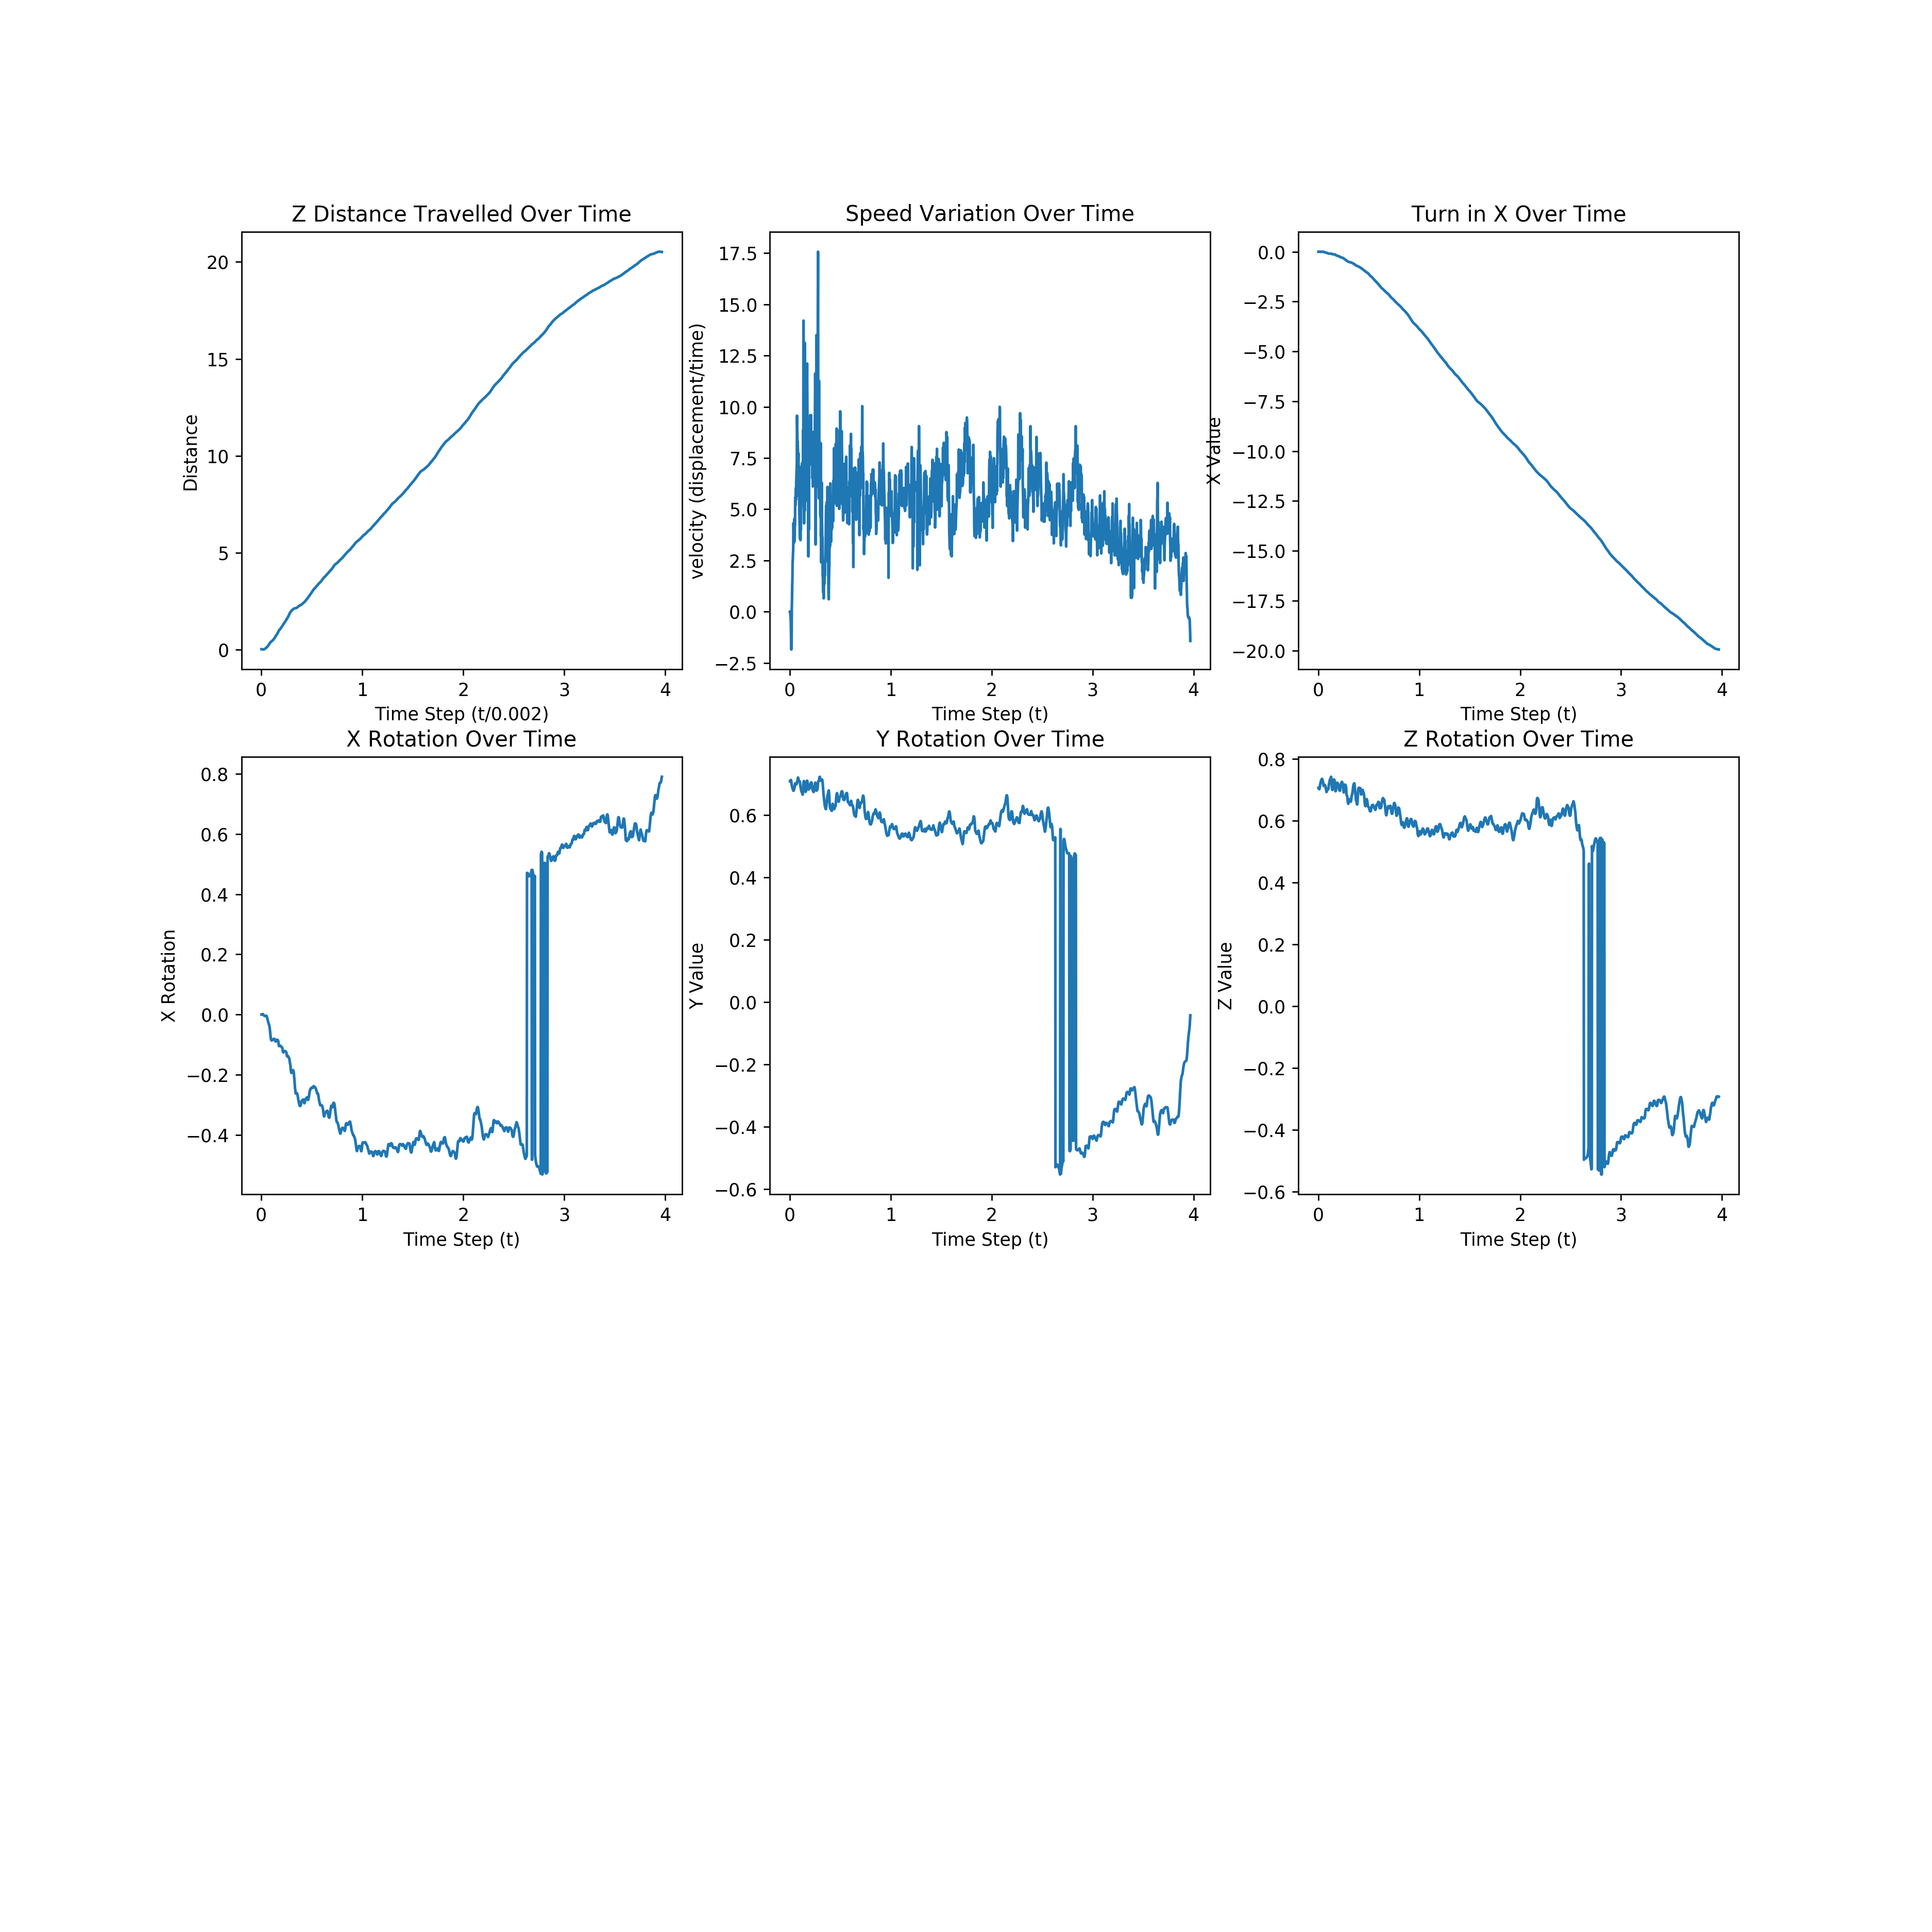 Z Distance Travelled Over Time
Distance
20
15
10
5
0
0 1 2 3 4
Time Step (t/0.002)
Speed Variation Over Time
velocity (displacement/time)
17.5
15.0
12.5
10.0
7.5
5.0
2.5
0.0
−2.5
0 1 2 3 4
Time Step (t)
Turn in X Over Time
X Value
0.0
−2.5
−5.0
−7.5
−10.0
−12.5
−15.0
−17.5
−20.0
0 1 2 3 4
Time Step (t)
X Rotation Over Time
X Rotation
0.8
0.6
0.4
0.2
0.0
−0.2
−0.4
0 1 2 3 4
Time Step (t)
Y Rotation Over Time
Y Value
0.6
0.4
0.2
0.0
−0.2
−0.4
−0.6
0 1 2 3 4
Time Step (t)
Z Rotation Over Time
Z Value
0.8
0.6
0.4
0.2
0.0
−0.2
−0.4
−0.6
0 1 2 3 4
Time Step (t)